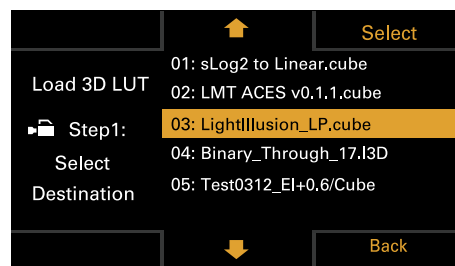 Select
Load 3D LUT
Step1:
Select
Destination
01: sLog2 to Linear.cube
02: LMT ACES v0.1.1.cube
03: LightIllusion_LP.cube
04: Binary_Through_17.l3D
05: Test0312_EI+0.6/Cube
Back